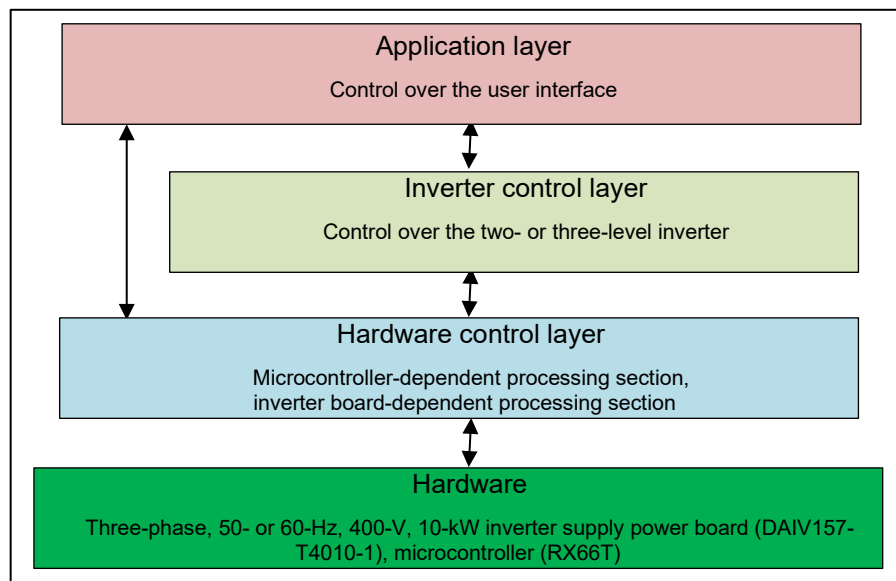 Application layer
Control over the user interface
Inverter control layer
Control over the two- or three-level inverter
Hardware control layer
Microcontroller-dependent processing section,
inverter board-dependent processing section
Hardware
Three-phase, 50- or 60-Hz, 400-V, 10-kW inverter supply power board (DAIV157-
T4010-1), microcontroller (RX66T)